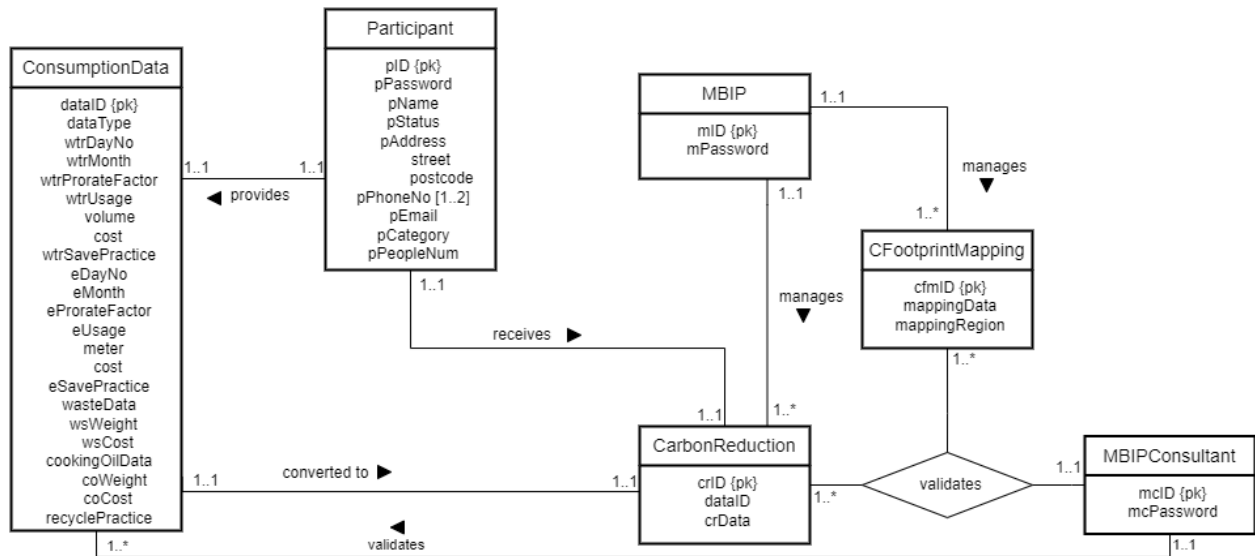 Participant
pID {pk}
pPassword
pName
pStatus
pAddress
street
postcode
pPhoneNo [1..2]
pEmail
pCategory
pPeopleNum
ConsumptionData
dataID {pk}
dataType
wtrDayNo
wtrMonth
wtrProrateFactor
wtrUsage
volume
cost
wtrSavePractice
eDayNo
eMonth
eProrateFactor
eUsage
meter
cost
eSavePractice
wasteData
wsWeight
wsCost
cookingOilData
coWeight
coCost
recyclePractice
1..1
1..1
◀ provides
MBIP
mID {pk}
mPassword
1..1
manages
▼
1..1
1..*
CFootprintMapping
cfmID {pk}
mappingData
mappingRegion
1..*
1..1
receives ▶
manages
▼
1..1
1..*
CarbonReduction
crID {pk}
dataID
crData
1..1
converted to ▶
1..1
1..*
validates
1..1
MBIPConsultant
mcID {pk}
mcPassword
1..*
◀
validates
1..1